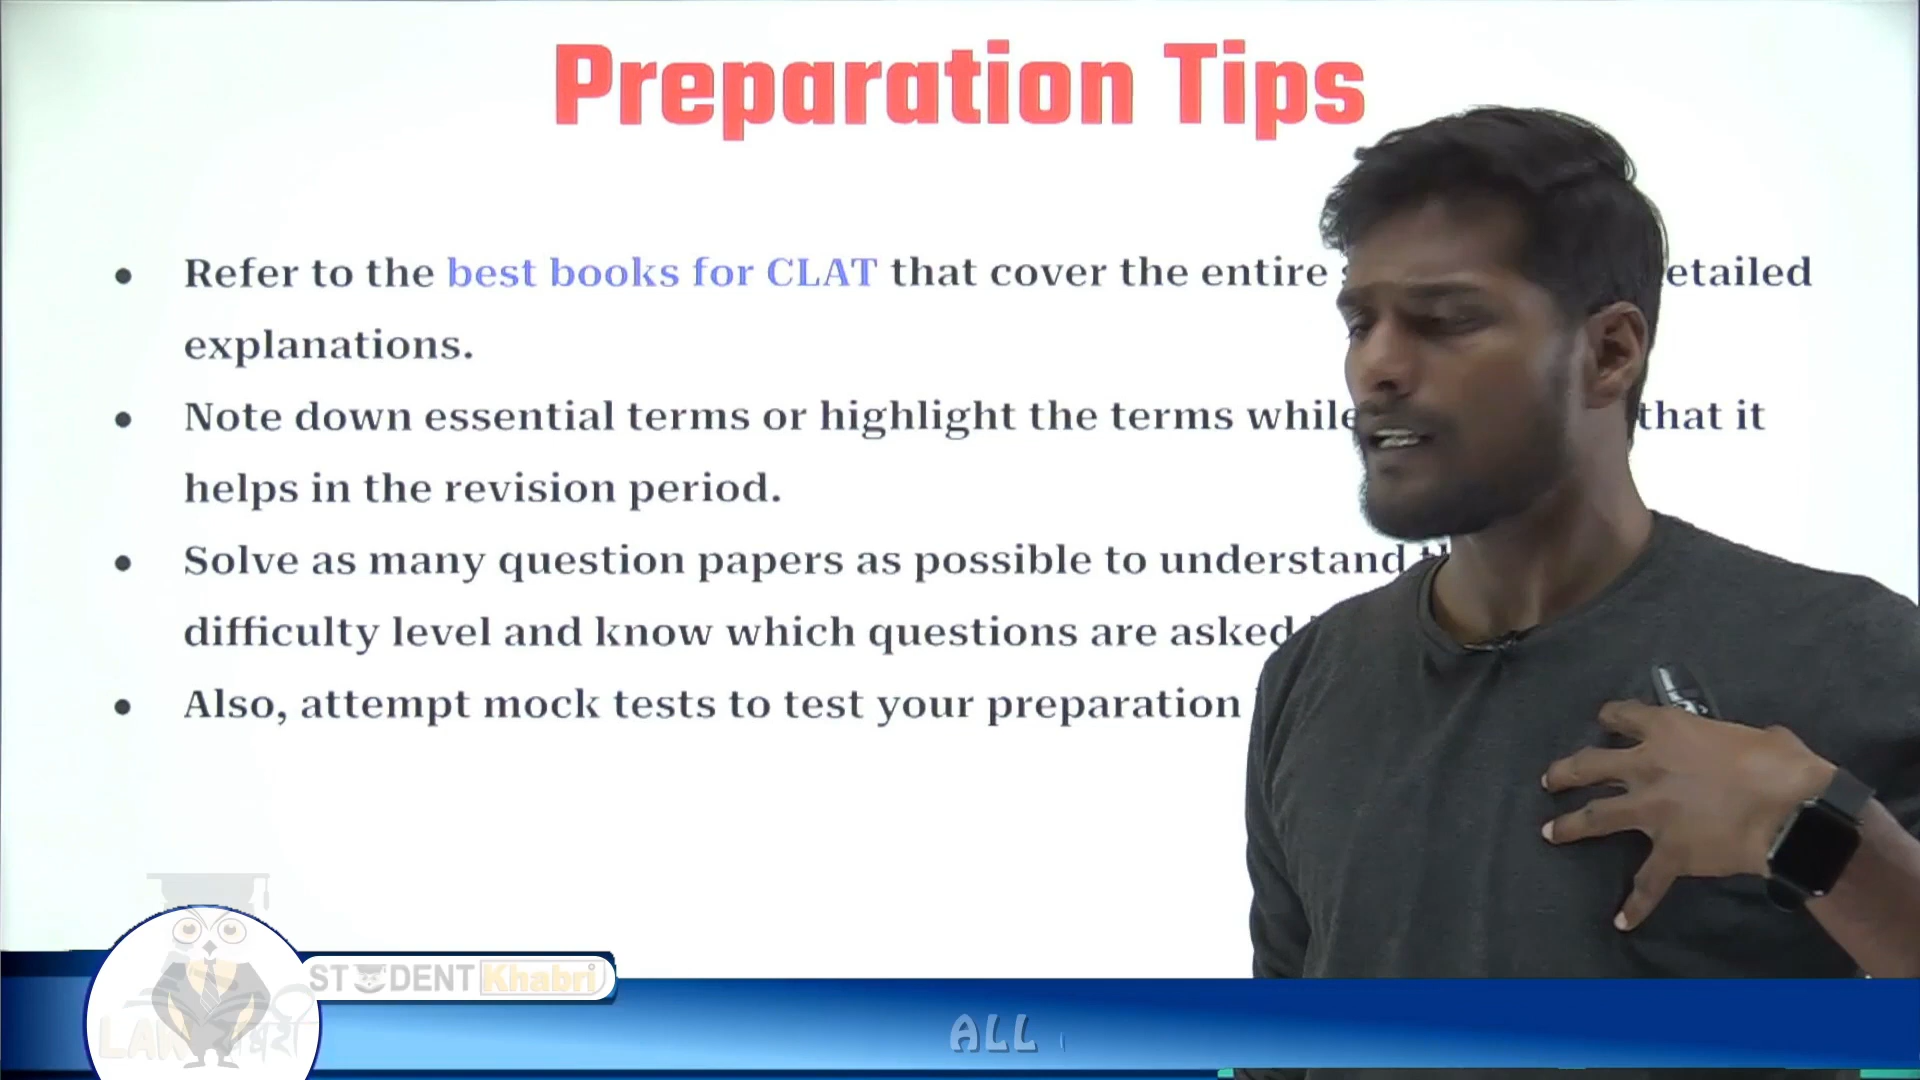 Preparation Tips
Refer to the best books for CLAT that cover the entire etailed
explanations.
Note down essential terms or highlight the terms while that it
helps in the revision period.
Solve as many question papers as possible to understand
difficulty level and know which questions are asked
Also, attempt mock tests to test your preparation
STUDENT Khabri
LAW खबरी
ALL